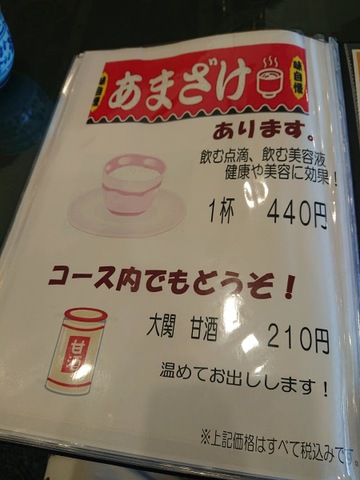 味自慢
あまざけ
味自慢
あります。
飲む点滴、飲む美容液
健康や美容に効果！
1杯 440円
コース内でもどうぞ！
大関 甘酒 210円
甘酒
温めてお出しします！
※上記価格はすべて税込みです。